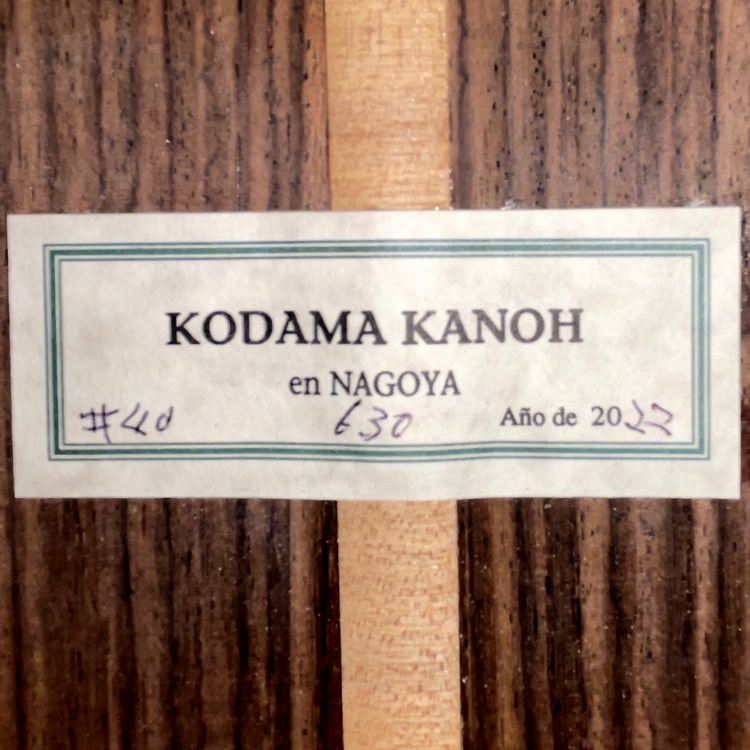 KODAMA KANOH
en NAGOYA
#40 630 Año de 2022